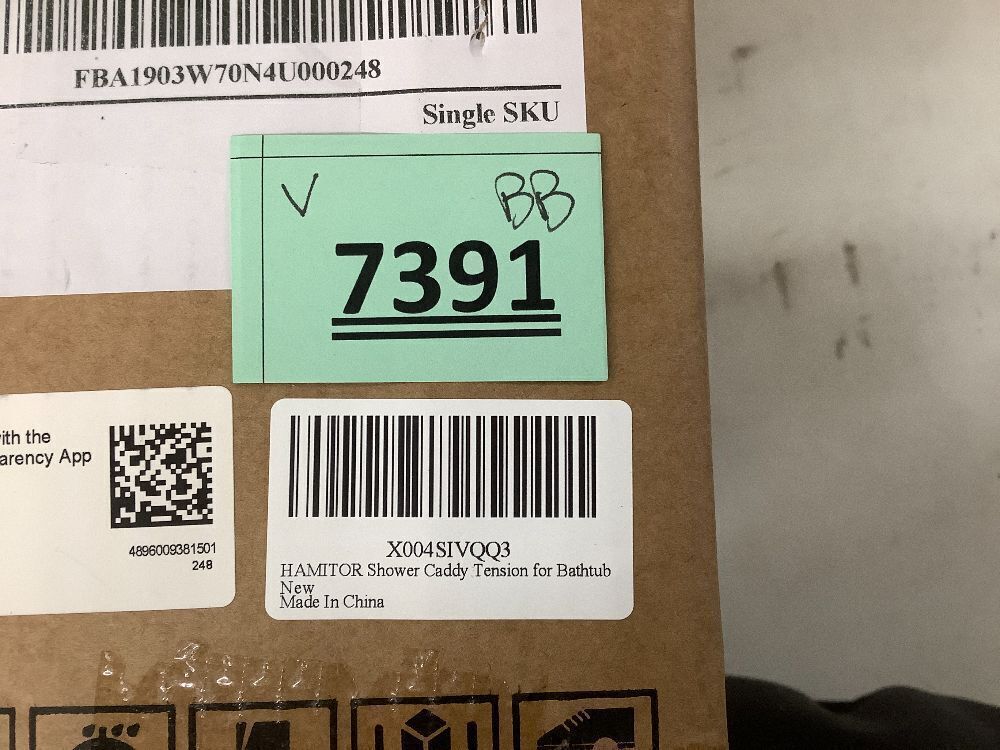 FBA1903W70N4U000248
Single SKU
V BB
7391
ith the
arency App
4896009381501
248
X004SIVQQ3
HAMITOR Shower Caddy Tension for Bathtub
New
Made In China